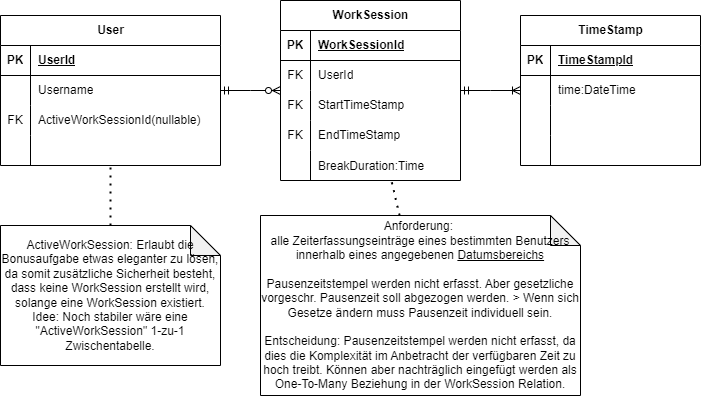 User
PK UserId
Username
FK ActiveWorkSessionId(nullable)
WorkSession
PK WorkSessionId
FK UserId
FK StartTimeStamp
FK EndTimeStamp
BreakDuration:Time
TimeStamp
PK TimeStampId
time:DateTime
ActiveWorkSession: Erlaubt die
Bonusaufgabe etwas eleganter zu lösen,
da somit zusätzliche Sicherheit besteht,
dass keine WorkSession erstellt wird,
solange eine WorkSession existiert.
Idee: Noch stabiler wäre eine
"ActiveWorkSession" 1-zu-1
Zwischentabelle.
Anforderung:
alle Zeiterfassungseinträge eines bestimmten Benutzers
innerhalb eines angegebenen Datumsbereichs
Pausenzeitstempel werden nicht erfasst. Aber gesetzliche
vorgeschr. Pausenzeit soll abgezogen werden. > Wenn sich
Gesetze ändern muss Pausenzeit individuell sein.
Entscheidung: Pausenzeitstempel werden nicht erfasst, da
dies die Komplexität im Anbetracht der verfügbaren Zeit zu
hoch treibt. Können aber nachträglich eingefügt werden als
One-To-Many Beziehung in der WorkSession Relation.